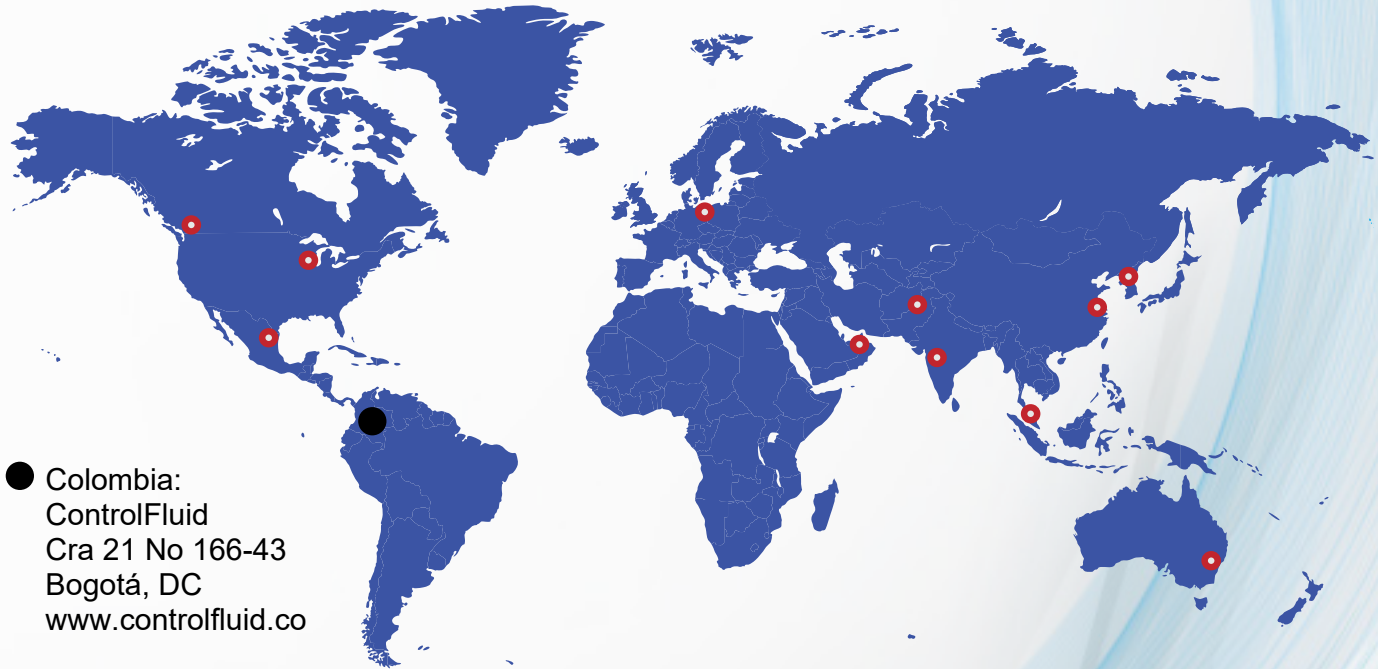 Colombia:
ControlFluid
Cra 21 No 166-43
Bogotá, DC
www.controlfluid.co